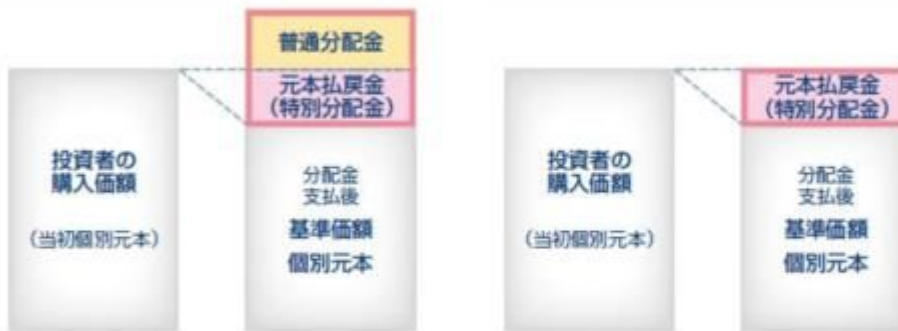 普通分配金
元本払戻金
（特別分配金）
投資者の
購入価額
（当初個別元本）
分配金
支払後
基準価額
個別元本
元本払戻金
（特別分配金）
投資者の
購入価額
（当初個別元本）
分配金
支払後
基準価額
個別元本